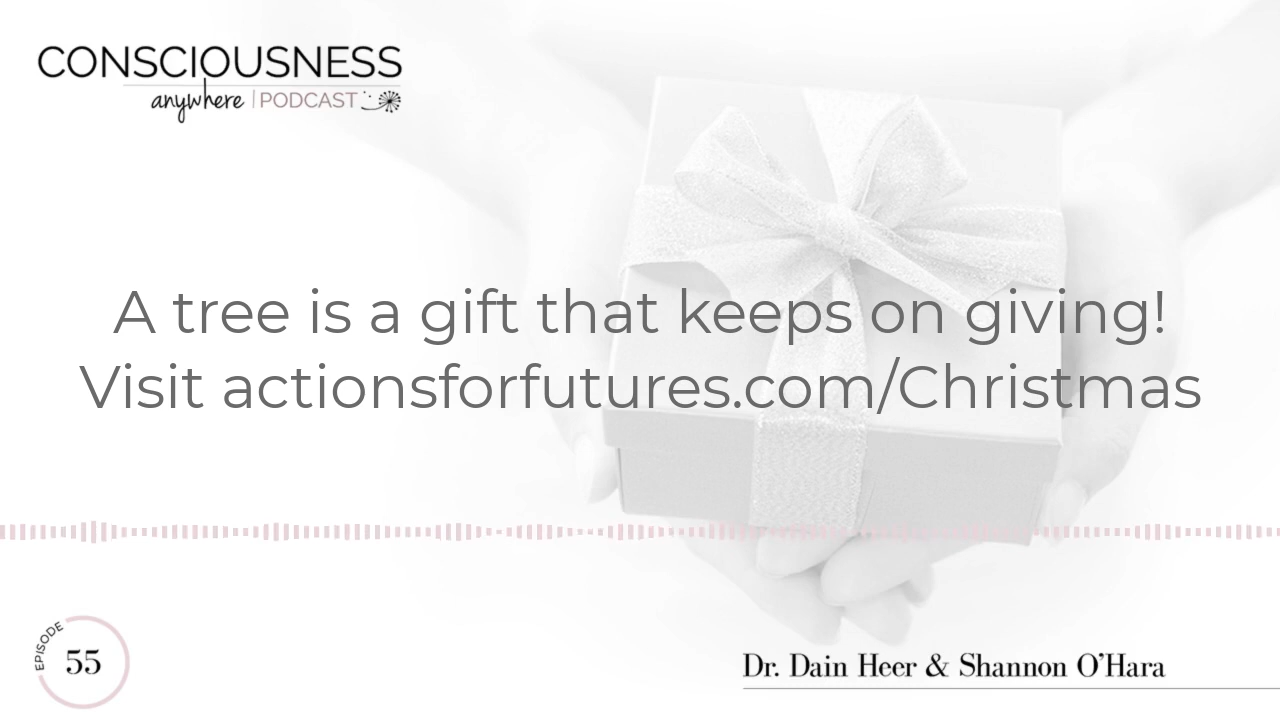 CONSCIOUSNESS
anywhere | PODCAST
A tree is a gift that keeps on giving!
Visit actionsforfutures.com/Christmas
EPISODE
55
Dr. Dain Heer & Shannon O'Hara